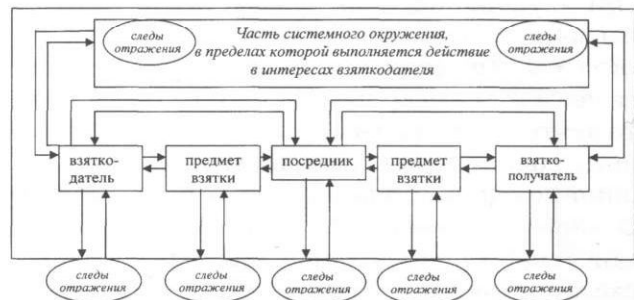 следы
отражения
Часть системного окружения,
в пределах которой выполняется действие
в интересах взяткодателя
следы
отражения
взятко-
датель
предмет
взятки
посредник
предмет
взятки
взятко-
получатель
следы
отражения
следы
отражения
следы
отражения
следы
отражения
следы
отражения